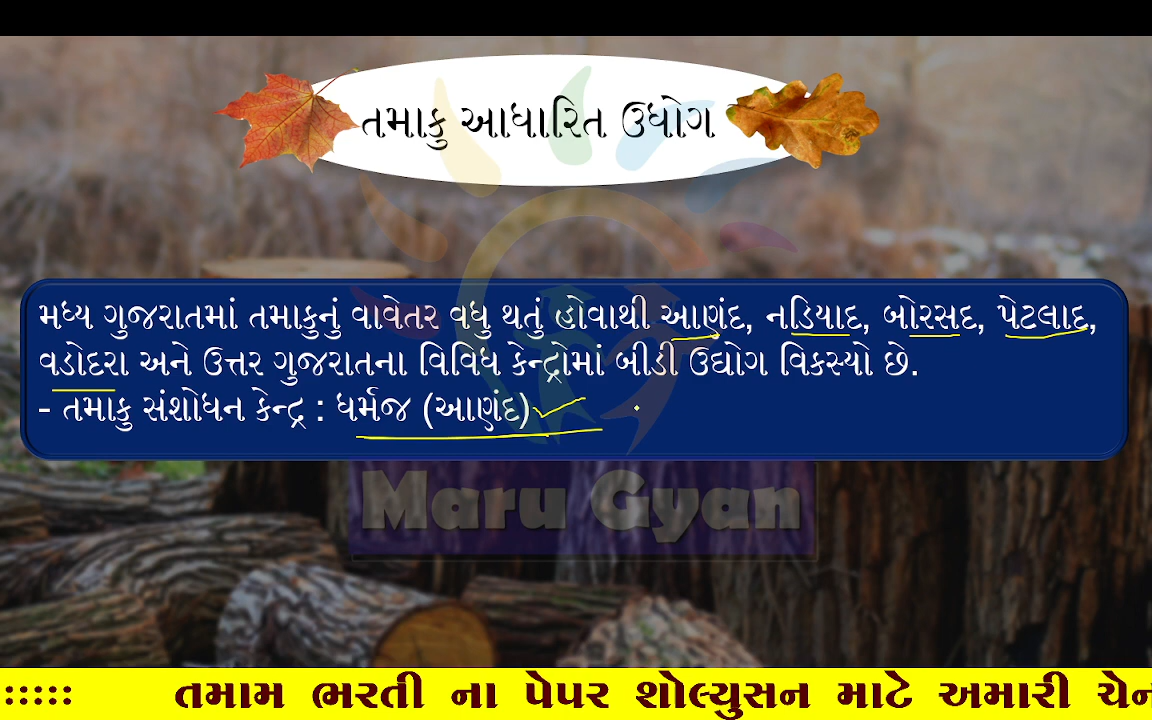 તમાકુ આધારિત ઉધોગ
મધ્ય ગુજરાતમાં તમાકુનું વાવેતર વધુ થતું હોવાથી આણંદ, નડિયાદ, બોરસદ, પેટલાદ,
વડોદરા અને ઉત્તર ગુજરાતના વિવિધ કેન્દ્રોમાં બીડી ઉદ્યોગ વિકસ્યો છે.
- તમાકુ સંશોધન કેન્દ્ર : ધર્મજ (આણંદ)
Maru Gyan
::::: તમામ ભરતી ના પેપર શોલ્યુસન માટે અમારી ચેન